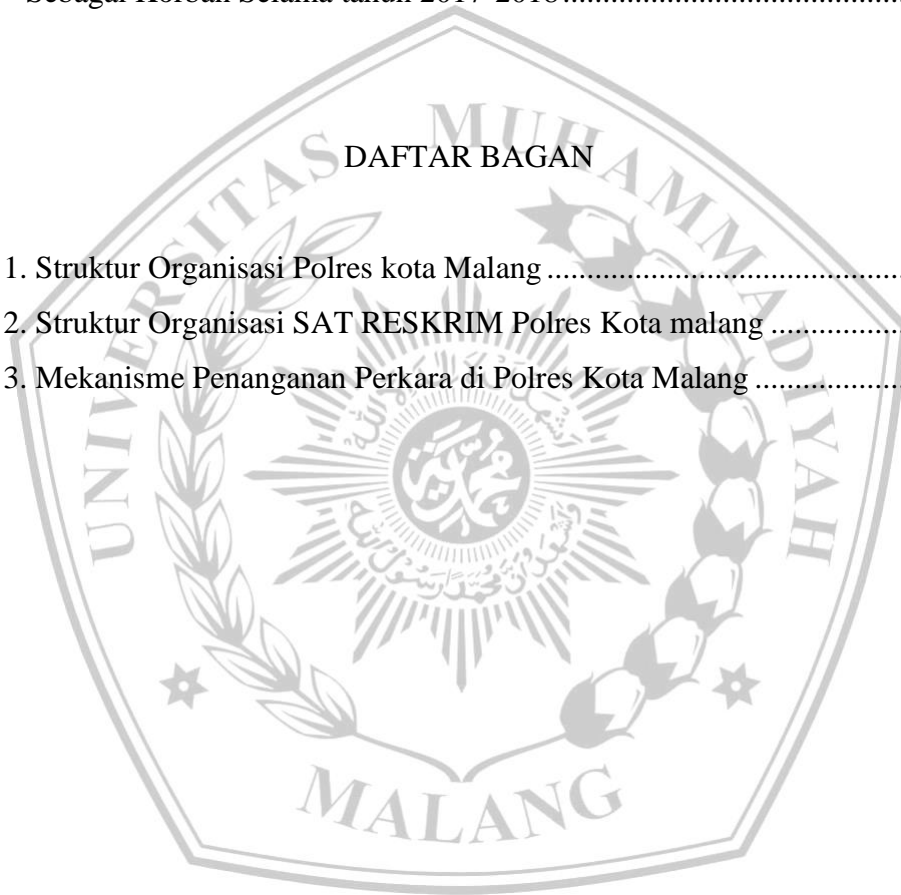 Sebagai Korban Selama tahun 2017-2018................................................
DAFTAR BAGAN
1. Struktur Organisasi Polres kota Malang................................................
2. Struktur Organisasi SAT RESKRIM Polres Kota malang....................
3. Mekanisme Penanganan Perkara di Polres Kota Malang......................
UNIVERSITAS MUHAMMADIYAH
MALANG